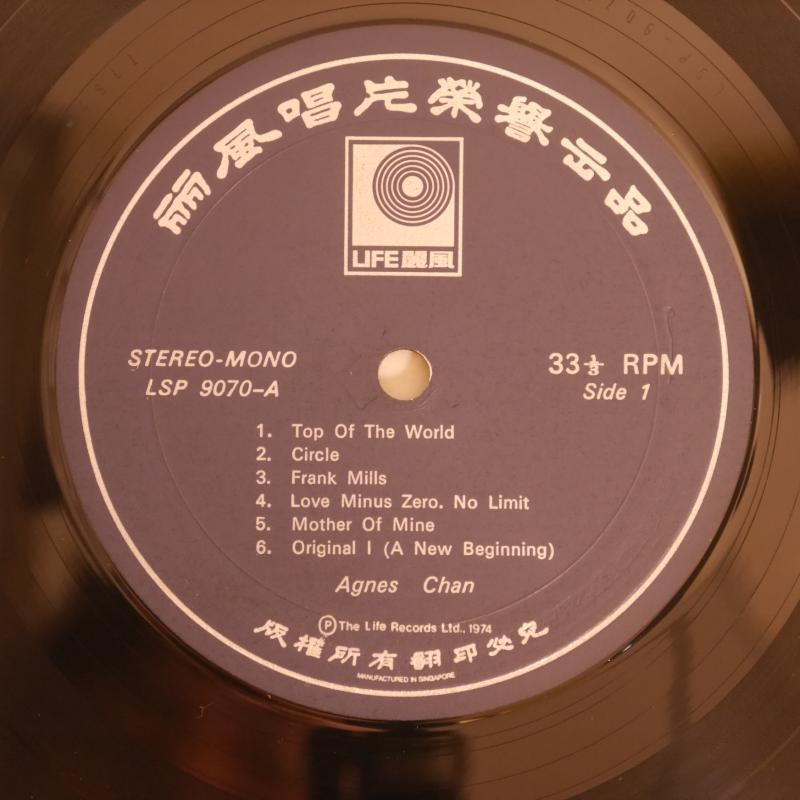 丽風唱片榮譽出品
LIFE 麗風
STEREO-MONO
LSP 9070-A
33⅓ RPM
Side 1
1. Top Of The World
2. Circle
3. Frank Mills
4. Love Minus Zero. No Limit
5. Mother Of Mine
6. Original I (A New Beginning)
Agnes Chan
Ⓟ The Life Records Ltd., 1974
版權所有翻印必究
MANUFACTURED IN SINGAPORE